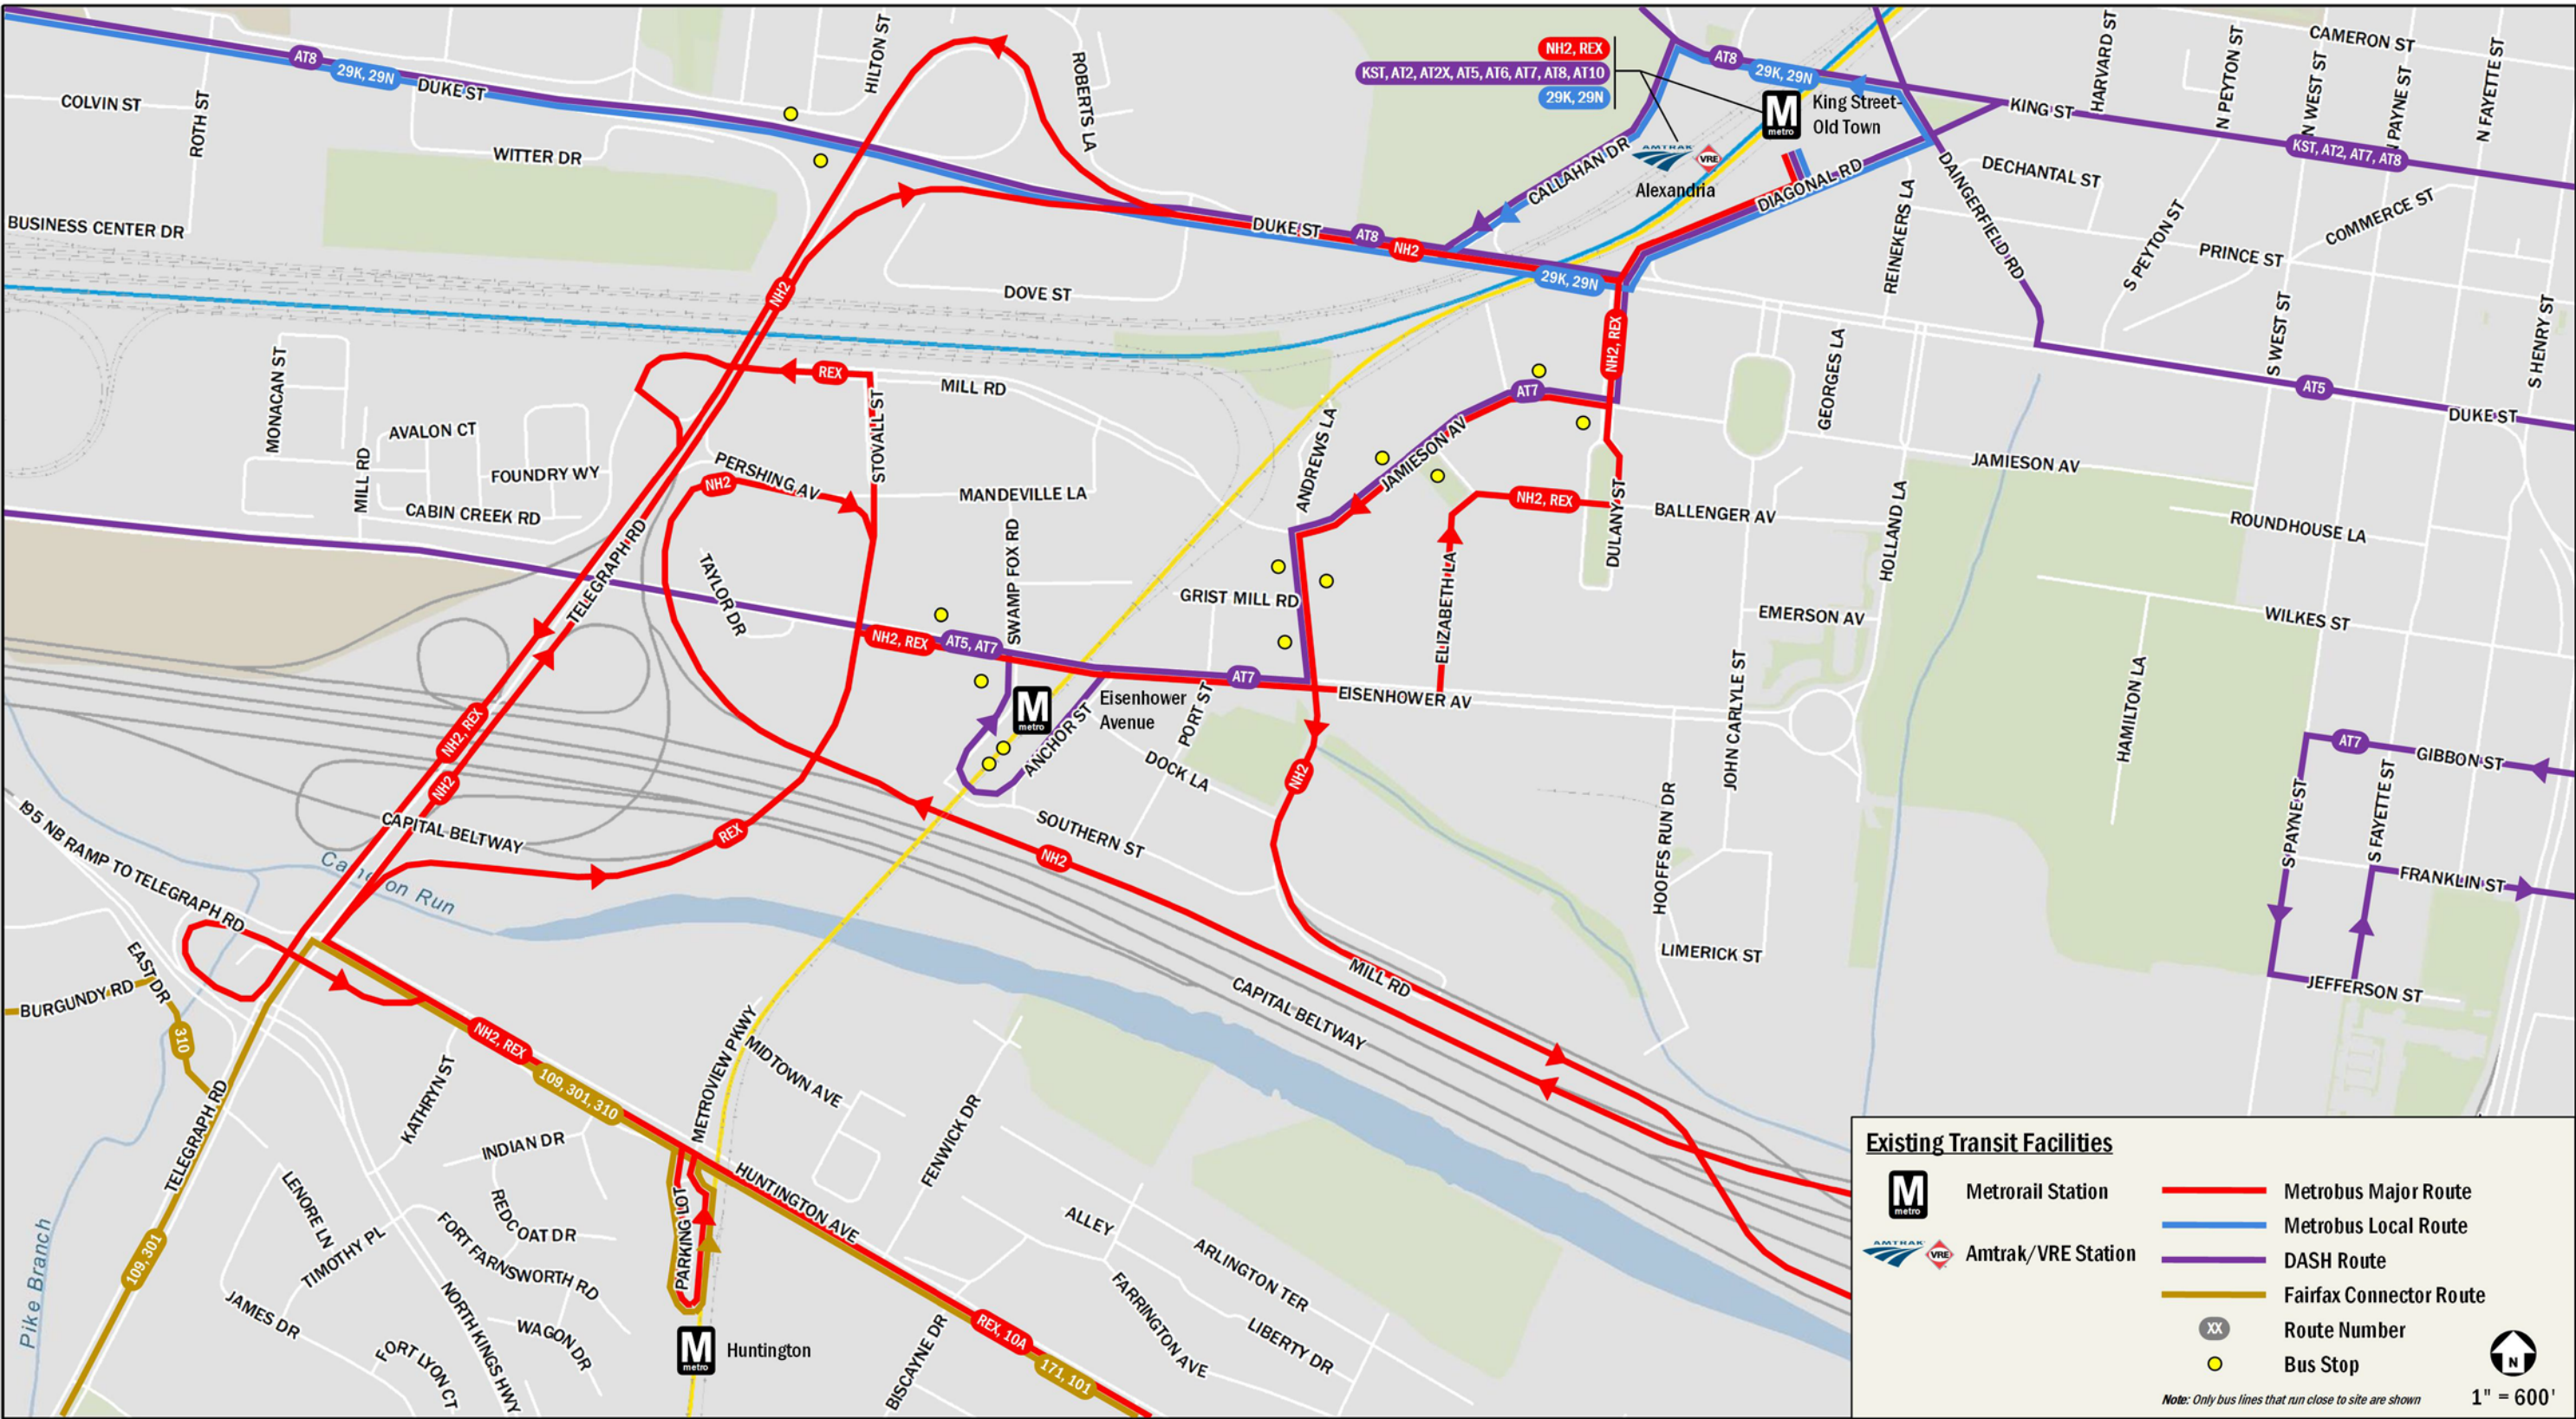 AT8
29K, 29N
DUKE ST
COLVIN ST
ROTH ST
WITTER DR
HILTON ST
ROBERTS LA
BUSINESS CENTER DR
NH2, REX
KST, AT2, AT2X, AT5, AT6, AT7, AT8, AT10
29K, 29N
AT8
29K, 29N
M
metro
King Street-
Old Town
AMTRAK
VRE
Alexandria
CALLAHAN DR
DIAGONAL RD
KING ST
HARVARD ST
CAMERON ST
N PEYTON ST
N WEST ST
N PAYNE ST
N FAYETTE ST
KST, AT2, AT7, AT8
DECHANTAL ST
DAINGERFIELD RD
REINEKERS LA
COMMERCE ST
S PEYTON ST
PRINCE ST
S WEST ST
S HENRY ST
DUKE ST
AT8
NH2
29K, 29N
DOVE ST
NH2
NH2, REX
GEORGES LA
AT5
DUKE ST
MONACAN ST
REX
MILL RD
STOVALL ST
AT7
JAMIESON AV
ANDREWS LA
JAMIESON AV
AVALON CT
MILL RD
FOUNDRY WY
CABIN CREEK RD
PERSHING AV
NH2
MANDEVILLE LA
NH2, REX
DULANY ST
BALLENGER AV
HOLLAND LA
ROUNDHOUSE LA
TELEGRAPH RD
TAYLOR DR
SWAMP FOX RD
GRIST MILL RD
ELIZABETH LA
EMERSON AV
WILKES ST
NH2, REX
AT5, AT7
AT7
EISENHOWER AV
M
metro
Eisenhower
Avenue
ANCHOR ST
PORT ST
DOCK LA
SOUTHERN ST
JOHN CARLYLE ST
HAMILTON LA
HOOFFS RUN DR
LIMERICK ST
AT7
GIBBON ST
S PAYNE ST
S FAYETTE ST
FRANKLIN ST
JEFFERSON ST
NH2, REX
NH2
NH2
REX
NH2
CAPITAL BELTWAY
Cameron Run
I95 NB RAMP TO TELEGRAPH RD
EAST DR
BURGUNDY RD
310
MILL RD
CAPITAL BELTWAY
NH2, REX
109, 301, 310
METROVIEW PKWY
MIDTOWN AVE
KATHRYN ST
TELEGRAPH RD
INDIAN DR
REDCOAT DR
LENORE LN
TIMOTHY PL
FORT FARNSWORTH RD
NORTH KINGS HWY
WAGON DR
JAMES DR
FORT LYON CT
109, 301
Pike Branch
PARKING LOT
HUNTINGTON AVE
FENWICK DR
ALLEY
ARLINGTON TER
FARRINGTON AVE
LIBERTY DR
BISCAYNE DR
REX, 10A
171, 101
M
metro
Huntington
Existing Transit Facilities
M
metro
Metrorail Station
AMTRAK
VRE
Amtrak/VRE Station
Metrobus Major Route
Metrobus Local Route
DASH Route
Fairfax Connector Route
XX
Route Number
Bus Stop
Note: Only bus lines that run close to site are shown
N
1" = 600'